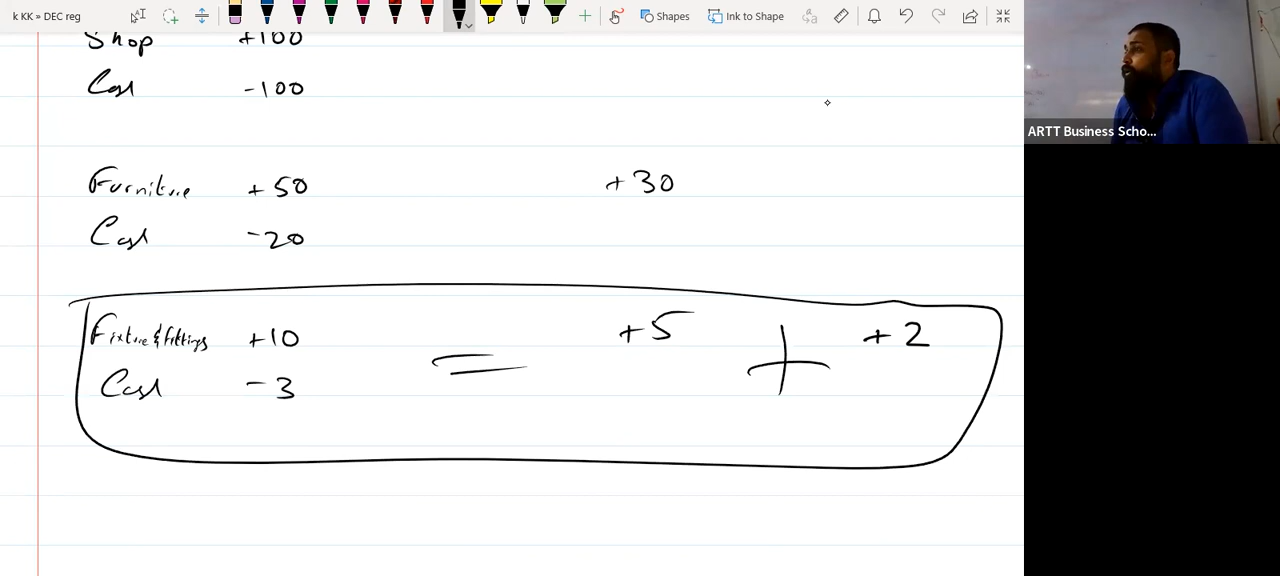 k KK » DEC reg
Shapes
Ink to Shape
Shop +100
Cash -100
Furniture +50 +30
Cash -20
Fixture & fittings +10 = +5 + +2
Cash -3
ARTT Business Scho...